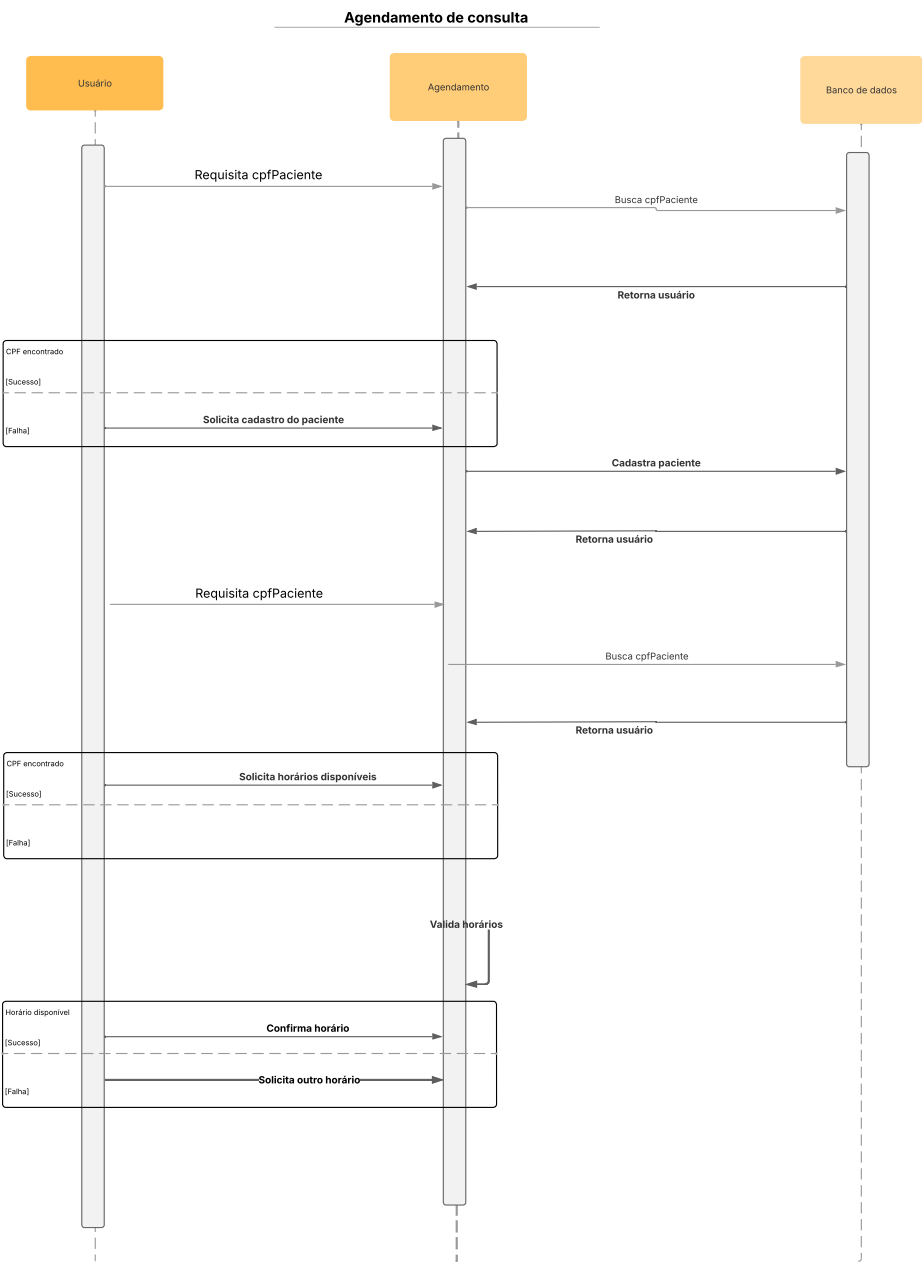 Agendamento de consulta
Usuário
Agendamento
Banco de dados
Requisita cpfPaciente
Busca cpfPaciente
Retorna usuário
CPF encontrado
[Sucesso]
Solicita cadastro do paciente
[Falha]
Cadastra paciente
Retorna usuário
Requisita cpfPaciente
Busca cpfPaciente
Retorna usuário
CPF encontrado
Solicita horários disponíveis
[Sucesso]
[Falha]
Valida horários
Horário disponível
Confirma horário
[Sucesso]
Solicita outro horário
[Falha]